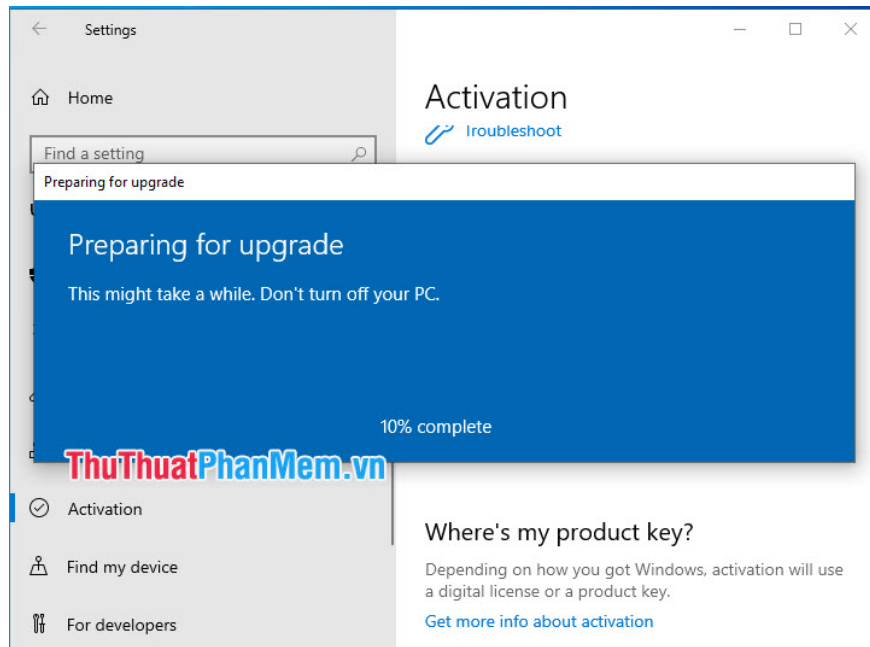 Settings
Home
Find a setting
Activation
Troubleshoot
Preparing for upgrade
Preparing for upgrade
This might take a while. Don't turn off your PC.
10% complete
ThuThuatPhanMem.vn
Activation
Find my device
For developers
Where's my product key?
Depending on how you got Windows, activation will use
a digital license or a product key.
Get more info about activation